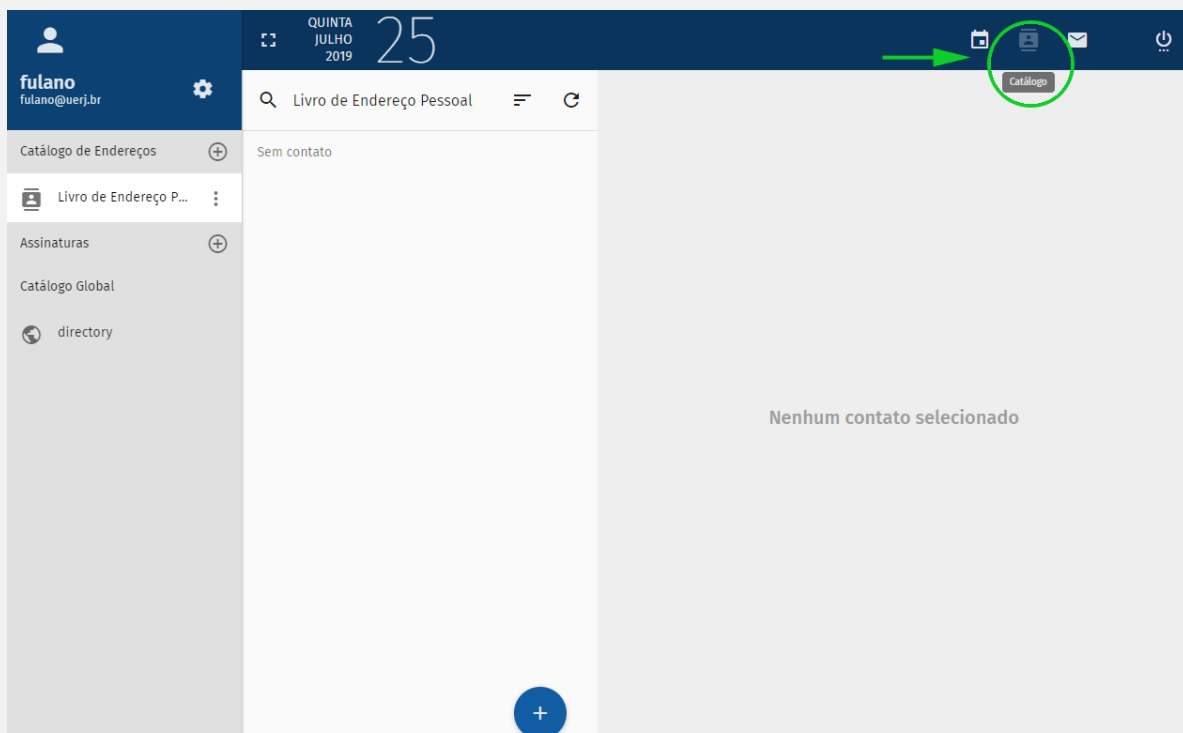 fulano
fulano@uerj.br
QUINTA
JULHO
2019
25
Catálogo
Catálogo de Endereços
Livro de Endereço P...
Assinaturas
Catálogo Global
directory
Livro de Endereço Pessoal
Sem contato
Nenhum contato selecionado